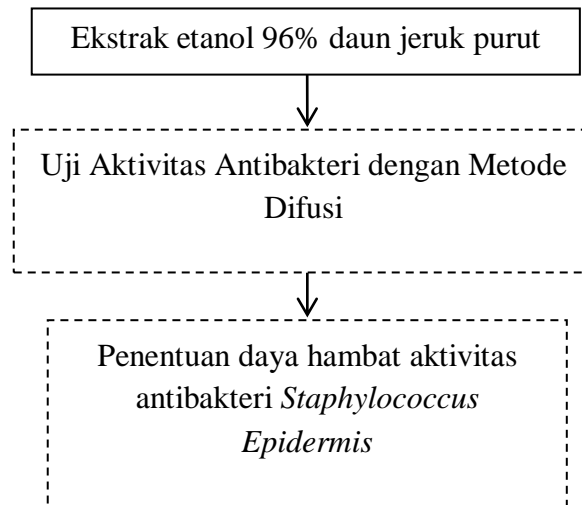 Ekstrak etanol 96% daun jeruk purut
Uji Aktivitas Antibakteri dengan Metode
Difusi
Penentuan daya hambat aktivitas
antibakteri Staphylococcus
Epidermis